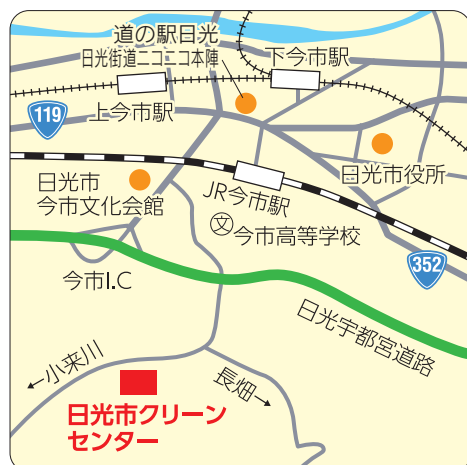 道の駅日光
日光街道ニコニコ本陣
下今市駅
119
上今市駅
日光市役所
日光市
今市文化会館
JR今市駅
文
今市高等学校
今市I.C
352
日光宇都宮道路
←小来川
長畑→
日光市クリーン
センター